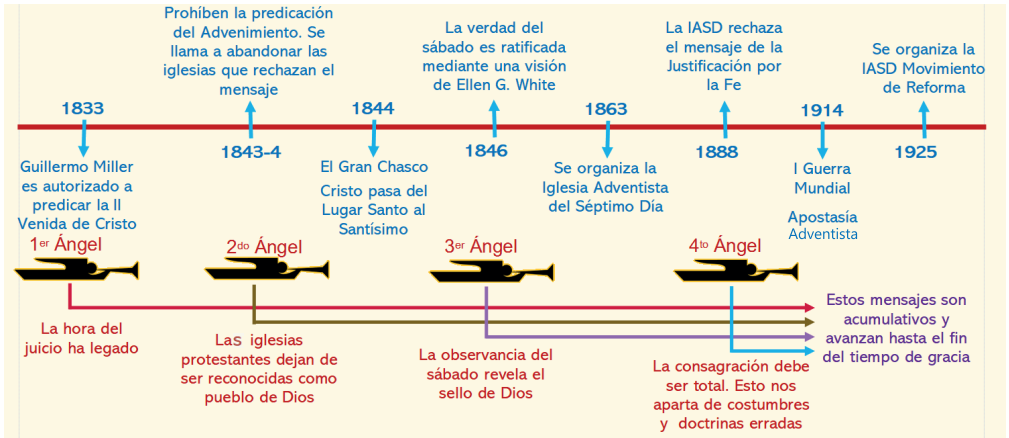 Prohíben la predicación
del Advenimiento. Se
llama a abandonar las
iglesias que rechazan el
mensaje
La verdad del
sábado es ratificada
mediante una visión
de Ellen G. White
La IASD rechaza
el mensaje de la
Justificación por
la Fe
Se organiza la
IASD Movimiento
de Reforma
1833
1843-4
1844
1846
1863
1888
1914
1925
Guillermo Miller
es autorizado a
predicar la II
Venida de Cristo
El Gran Chasco
Cristo pasa del
Lugar Santo al
Santísimo
Se organiza la
Iglesia Adventista
del Séptimo Día
I Guerra
Mundial
Apostasía
Adventista
1er Ángel
2do Ángel
3er Ángel
4to Ángel
La hora del
juicio ha legado
Las iglesias
protestantes dejan de
ser reconocidas como
pueblo de Dios
La observancia del
sábado revela el
sello de Dios
La consagración debe
ser total. Esto nos
aparta de costumbres
y doctrinas erradas
Estos mensajes son
acumulativos y
avanzan hasta el fin
del tiempo de gracia